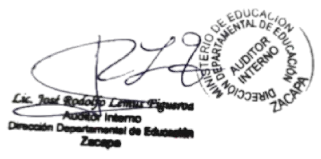 Lic. José Rodolfo Lemus Figueroa
Auditor Interno
Dirección Departamental de Educación
Zacapa
MINISTERIO DE EDUCACION
DEPARTAMENTAL DE EDUCACION
AUDITOR
INTERNO
DIRECCION
ZACAPA